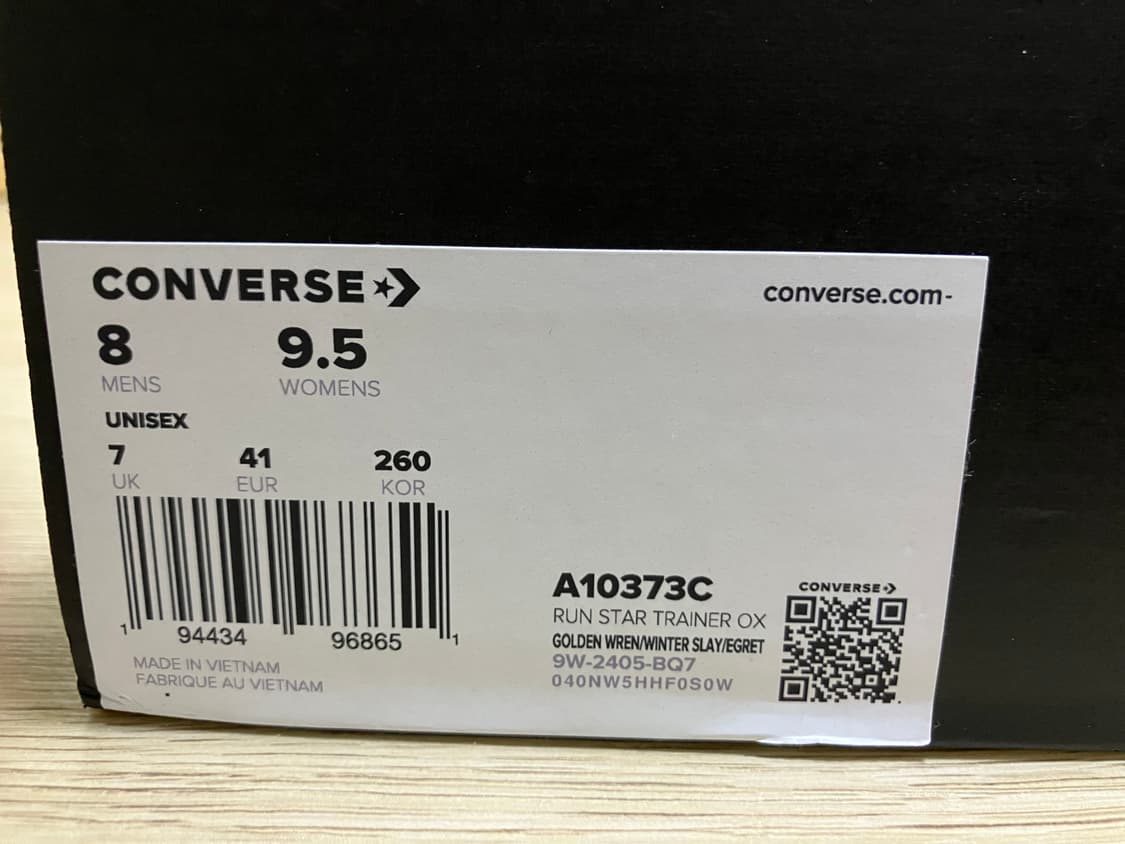 CONVERSE
converse.com-
8 9.5
MENS WOMENS
UNISEX
7 41 260
UK EUR KOR
1 94434 96865 1
MADE IN VIETNAM
FABRIQUE AU VIETNAM
A10373C
RUN STAR TRAINER OX
GOLDEN WREN/WINTER SLAY/EGRET
9W-2405-BQ7
040NW5HHF0S0W
CONVERSE